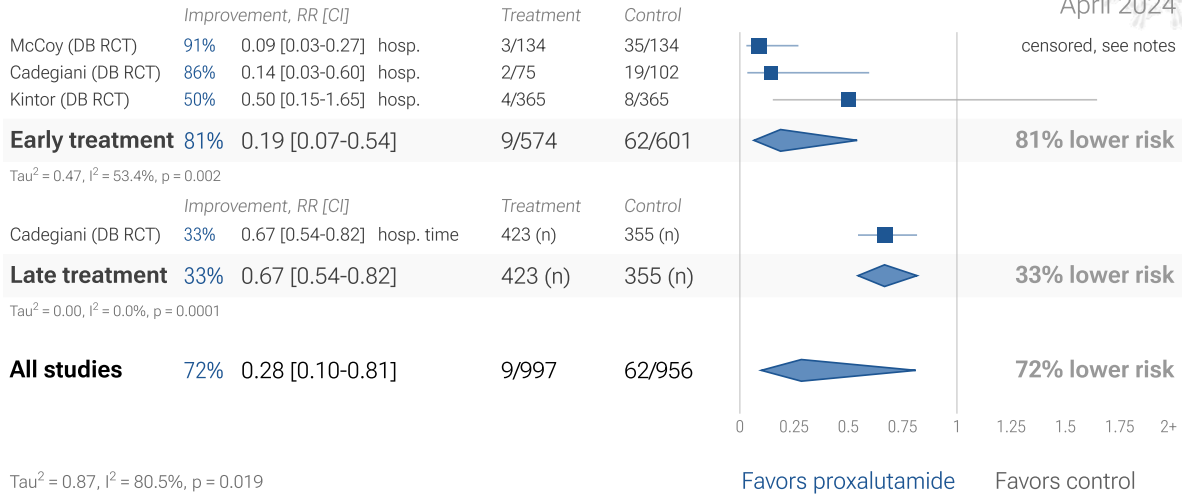 April 2024
Improvement, RR [CI] Treatment Control
McCoy (DB RCT) 91% 0.09 [0.03-0.27] hosp. 3/134 35/134 censored, see notes
Cadegiani (DB RCT) 86% 0.14 [0.03-0.60] hosp. 2/75 19/102
Kintor (DB RCT) 50% 0.50 [0.15-1.65] hosp. 4/365 8/365
Early treatment 81% 0.19 [0.07-0.54] 9/574 62/601 81% lower risk
Tau² = 0.47, I² = 53.4%, p = 0.002
Improvement, RR [CI] Treatment Control
Cadegiani (DB RCT) 33% 0.67 [0.54-0.82] hosp. time 423 (n) 355 (n)
Late treatment 33% 0.67 [0.54-0.82] 423 (n) 355 (n) 33% lower risk
Tau² = 0.00, I² = 0.0%, p = 0.0001
All studies 72% 0.28 [0.10-0.81] 9/997 62/956 72% lower risk
0 0.25 0.5 0.75 1 1.25 1.5 1.75 2+
Tau² = 0.87, I² = 80.5%, p = 0.019 Favors proxalutamide Favors control